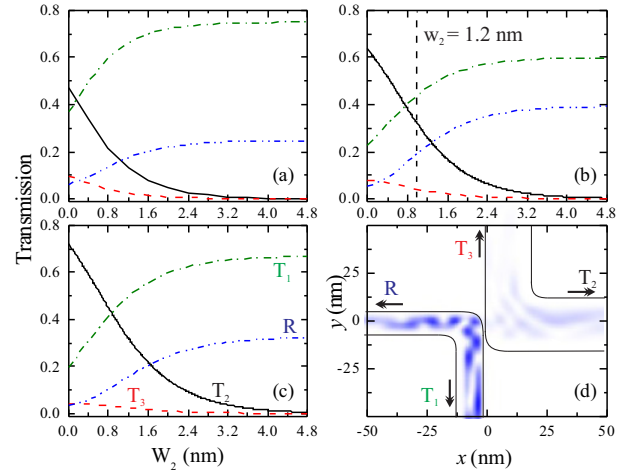 Transmission
0.8
0.6
0.4
0.2
0.0
0.0 0.8 1.6 2.4 3.2 4.0 4.8
(a)
0.8
0.6
0.4
0.2
0.0
0.0 0.8 1.6 2.4 3.2 4.0 4.8
w₂ = 1.2 nm
(b)
0.8
0.6
0.4
0.2
0.0
0.0 0.8 1.6 2.4 3.2 4.0 4.8
T₁
R
T₃
T₂
(c)
W₂ (nm)
25
0
-25
-50 -25 0 25 50
y (nm)
T₃
T₂
R
T₁
(d)
x (nm)